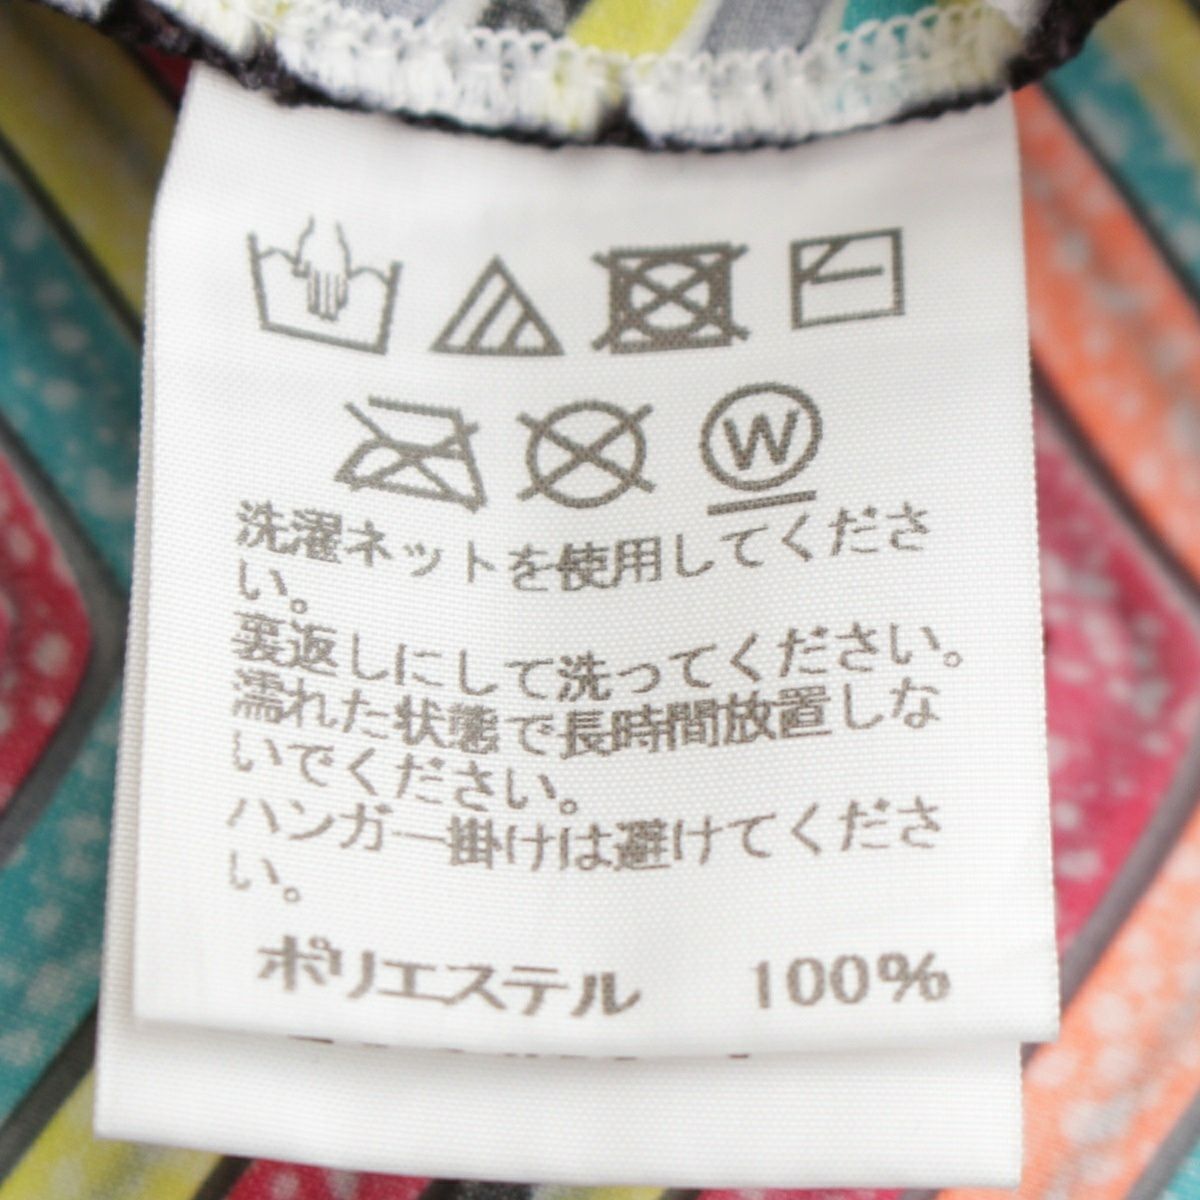 W
洗濯ネットを使用してくださ
い。
裏返しにして洗ってください。
濡れた状態で長時間放置しな
いでください。
ハンガー掛けは避けてくださ
い。
ポリエステル 100%